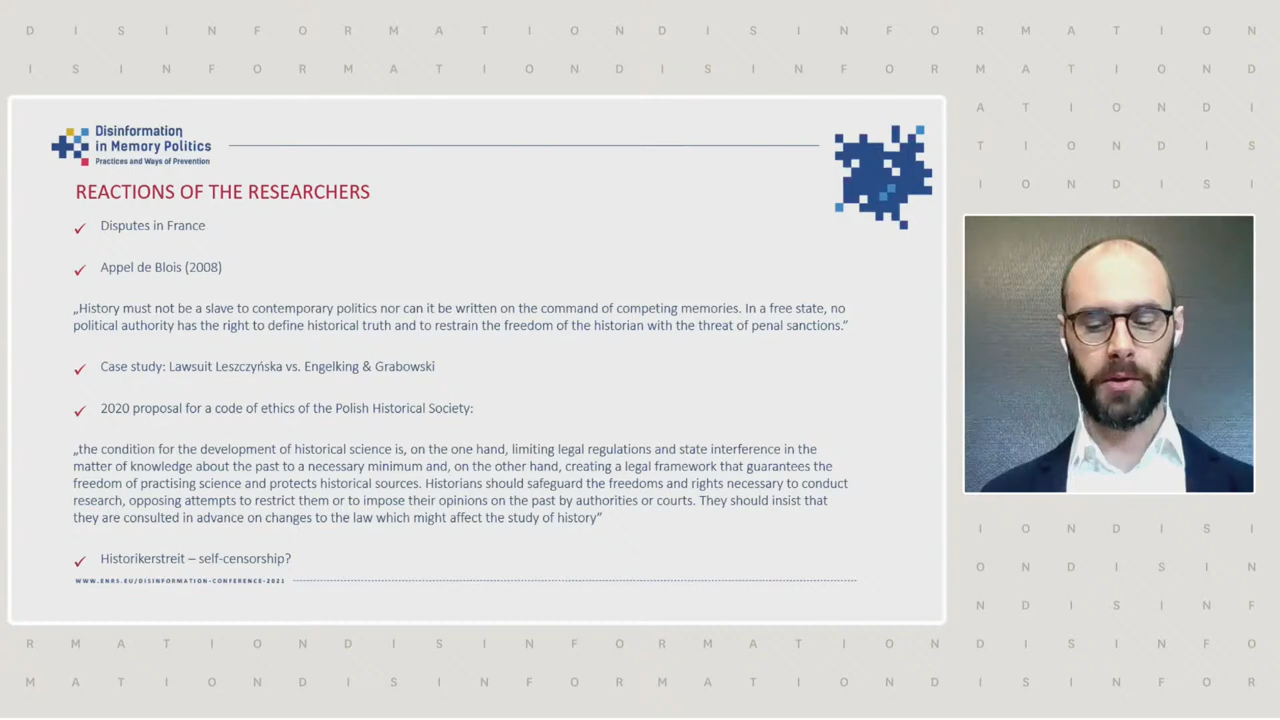 D I S I N F O R M A T I O N D I S I N F O R M A T I O N
I S I N F O R M A T I O N D I S I N F O R M A T I O N D
A T I O N D I
T I O N D I S
I O N D I S I
Disinformation
in Memory Politics
Practices and Ways of Prevention
REACTIONS OF THE RESEARCHERS
Disputes in France
Appel de Blois (2008)
„History must not be a slave to contemporary politics nor can it be written on the command of competing memories. In a free state, no
political authority has the right to define historical truth and to restrain the freedom of the historian with the threat of penal sanctions.”
Case study: Lawsuit Leszczyńska vs. Engelking & Grabowski
2020 proposal for a code of ethics of the Polish Historical Society:
„the condition for the development of historical science is, on the one hand, limiting legal regulations and state interference in the
matter of knowledge about the past to a necessary minimum and, on the other hand, creating a legal framework that guarantees the
freedom of practising science and protects historical sources. Historians should safeguard the freedoms and rights necessary to conduct
research, opposing attempts to restrict them or to impose their opinions on the past by authorities or courts. They should insist that
they are consulted in advance on changes to the law which might affect the study of history”
Historikerstreit – self-censorship?
WWW.ENRS.EU/DISINFORMATION-CONFERENCE-2021
I O N D I S I
O N D I S I N
N D I S I N F
R M A T I O N D I S I N F O R M A T I O N D I S I N F O
M A T I O N D I S I N F O R M A T I O N D I S I N F O R